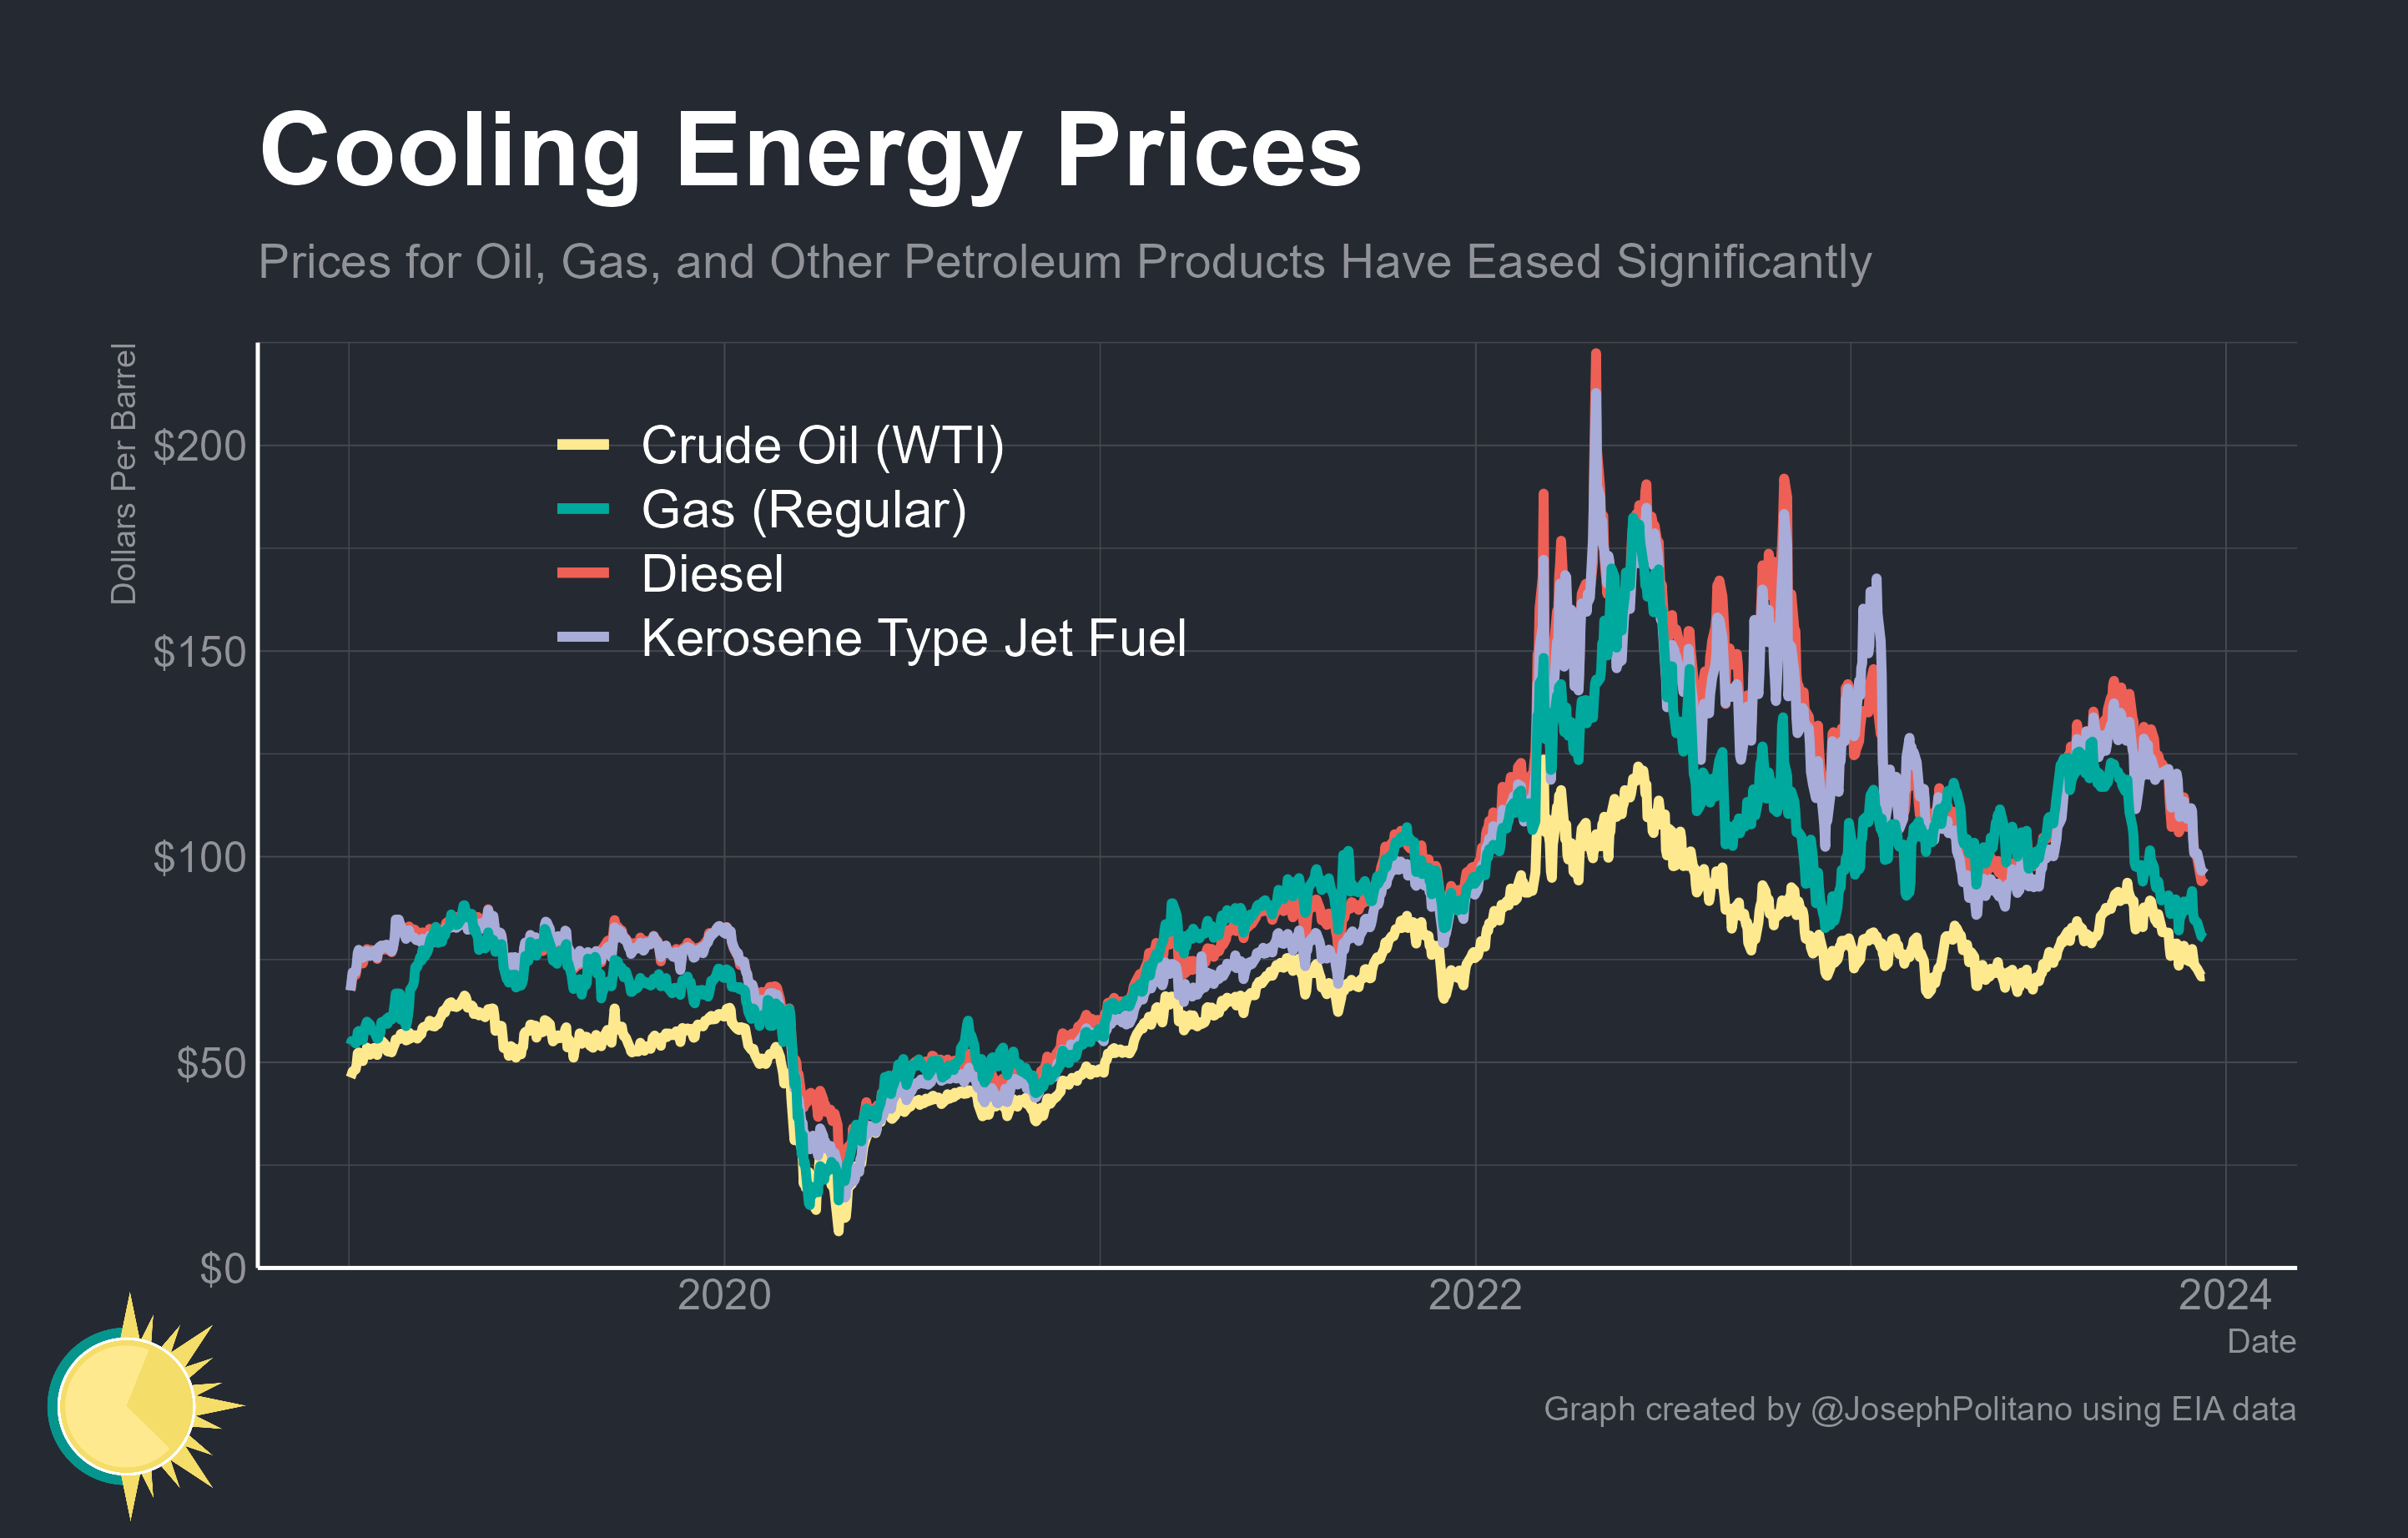 Cooling Energy Prices
Prices for Oil, Gas, and Other Petroleum Products Have Eased Significantly
Dollars Per Barrel
$200
$150
$100
$50
$0
Crude Oil (WTI)
Gas (Regular)
Diesel
Kerosene Type Jet Fuel
2020
2022
2024
Date
Graph created by @JosephPolitano using EIA data